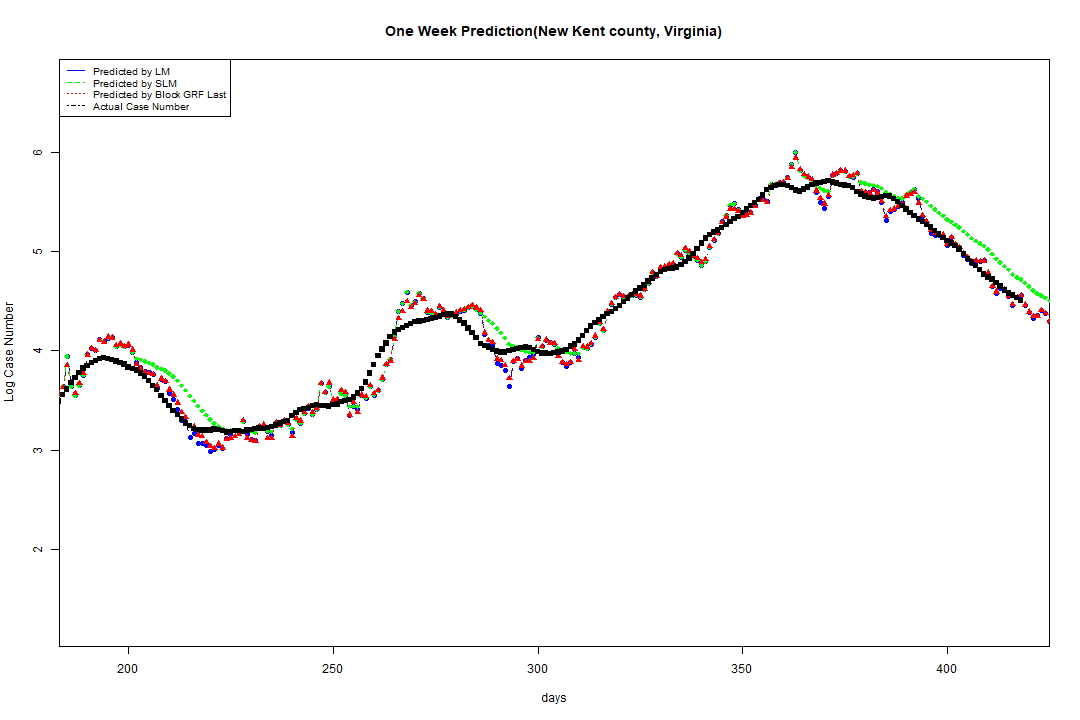 One Week Prediction(New Kent county, Virginia)
Predicted by LM
Predicted by SLM
Predicted by Block GRF Last
Actual Case Number
6
5
4
3
2
Log Case Number
200 250 300 350 400
days